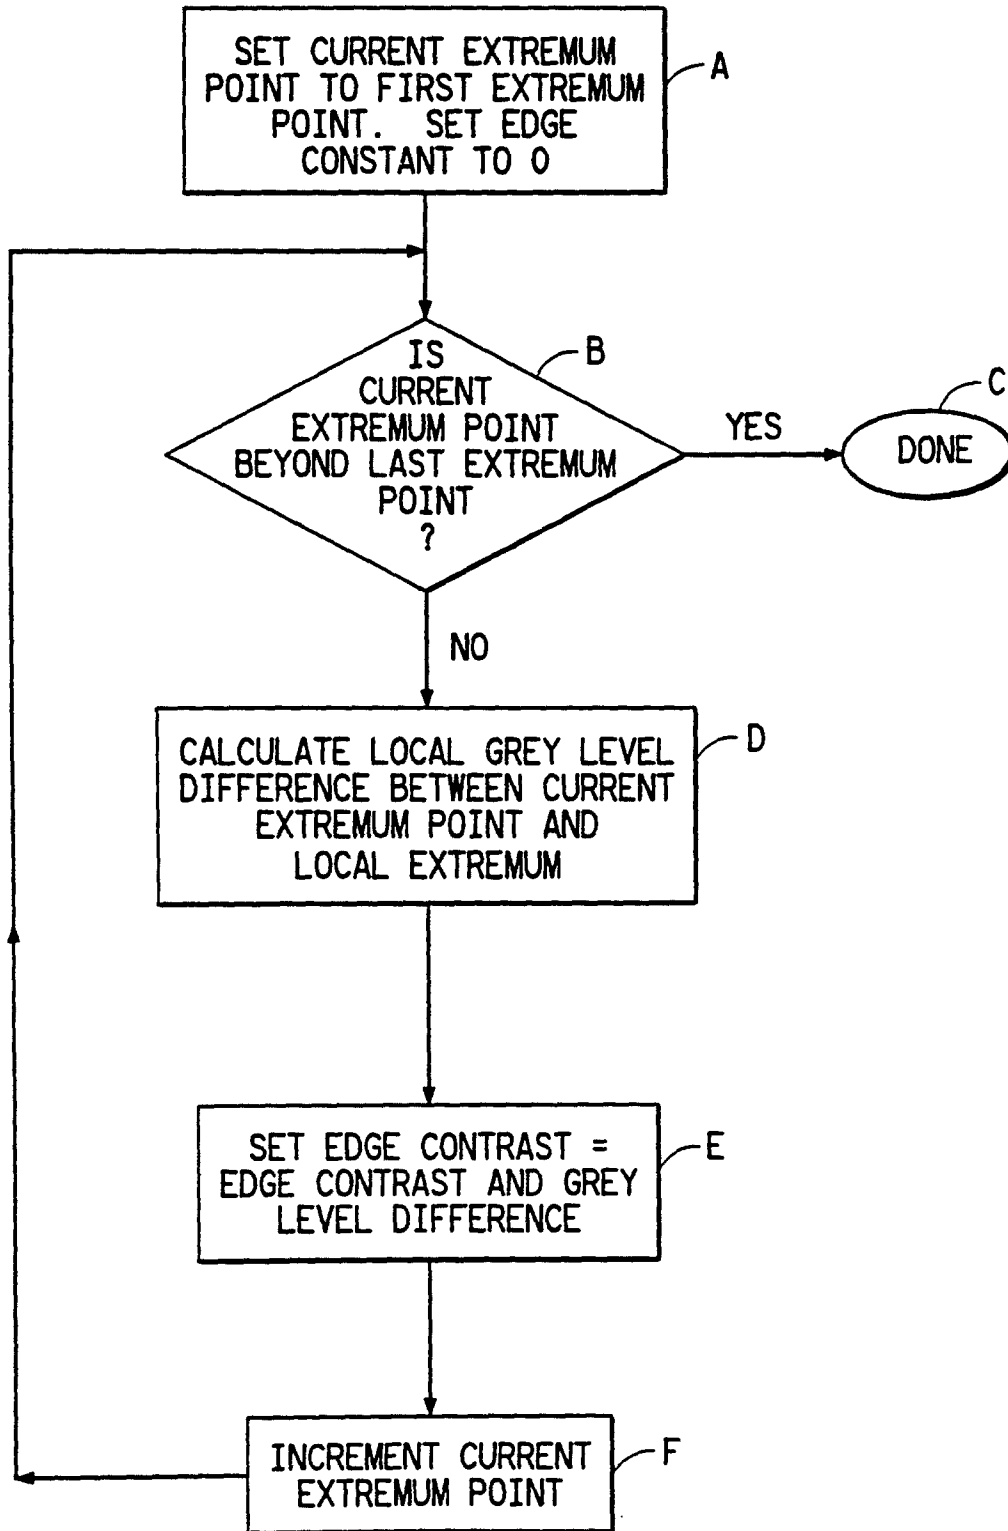 SET CURRENT EXTREMUM
POINT TO FIRST EXTREMUM
POINT. SET EDGE
CONSTANT TO 0
A
IS
CURRENT
EXTREMUM POINT
BEYOND LAST EXTREMUM
POINT
?
B
YES
C
DONE
NO
CALCULATE LOCAL GREY LEVEL
DIFFERENCE BETWEEN CURRENT
EXTREMUM POINT AND
LOCAL EXTREMUM
D
SET EDGE CONTRAST =
EDGE CONTRAST AND GREY
LEVEL DIFFERENCE
E
INCREMENT CURRENT
EXTREMUM POINT
F